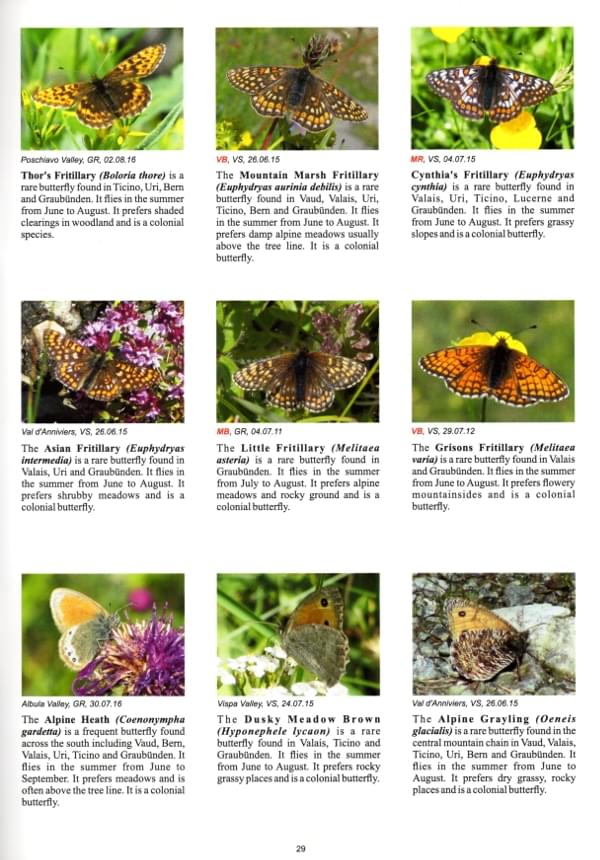 Poschiavo Valley, GR, 02.08.16
Thor's Fritillary (Boloria thore) is a
rare butterfly found in Ticino, Uri, Bern
and Graubünden. It flies in the summer
from June to August. It prefers shaded
clearings in woodland and is a colonial
species.
VB, VS, 26.06.15
The Mountain Marsh Fritillary
(Euphydryas aurinia debilis) is a rare
butterfly found in Vaud, Valais, Uri,
Ticino, Bern and Graubünden. It flies
in the summer from June to August. It
prefers damp alpine meadows usually
above the tree line. It is a colonial
butterfly.
MR, VS, 04.07.15
Cynthia's Fritillary (Euphydryas
cynthia) is a rare butterfly found in
Valais, Uri, Ticino, Lucerne and
Graubünden. It flies in the summer
from June to August. It prefers grassy
slopes and is a colonial butterfly.
Val d'Anniviers, VS, 26.06.15
The Asian Fritillary (Euphydryas
intermedia) is a rare butterfly found in
Valais, Uri and Graubünden. It flies in
the summer from June to August. It
prefers shrubby meadows and is a
colonial butterfly.
MB, GR, 04.07.11
The Little Fritillary (Melitaea
asteria) is a rare butterfly found in
Graubünden. It flies in the summer
from July to August. It prefers alpine
meadows and rocky ground and is a
colonial butterfly.
VB, VS, 29.07.12
The Grisons Fritillary (Melitaea
varia) is a rare butterfly found in Valais
and Graubünden. It flies in the summer
from June to August. It prefers flowery
mountainsides and is a colonial
butterfly.
Albula Valley, GR, 30.07.16
The Alpine Heath (Coenonympha
gardetta) is a frequent butterfly found
across the south including Vaud, Bern,
Valais, Uri, Ticino and Graubünden. It
flies in the summer from June to
September. It prefers meadows and is
often above the tree line. It is a colonial
butterfly.
Vispa Valley, VS, 24.07.15
The Dusky Meadow Brown
(Hyponephele lycaon) is a rare
butterfly found in Valais, Ticino and
Graubünden. It flies in the summer
from June to August. It prefers rocky
grassy places and is a colonial butterfly.
Val d'Anniviers, VS, 26.06.15
The Alpine Grayling (Oeneis
glacialis) is a rare butterfly found in the
central mountain chain in Vaud, Valais,
Ticino, Uri, Bern and Graubünden. It
flies in the summer from June to
August. It prefers dry grassy, rocky
places and is a colonial butterfly.
29